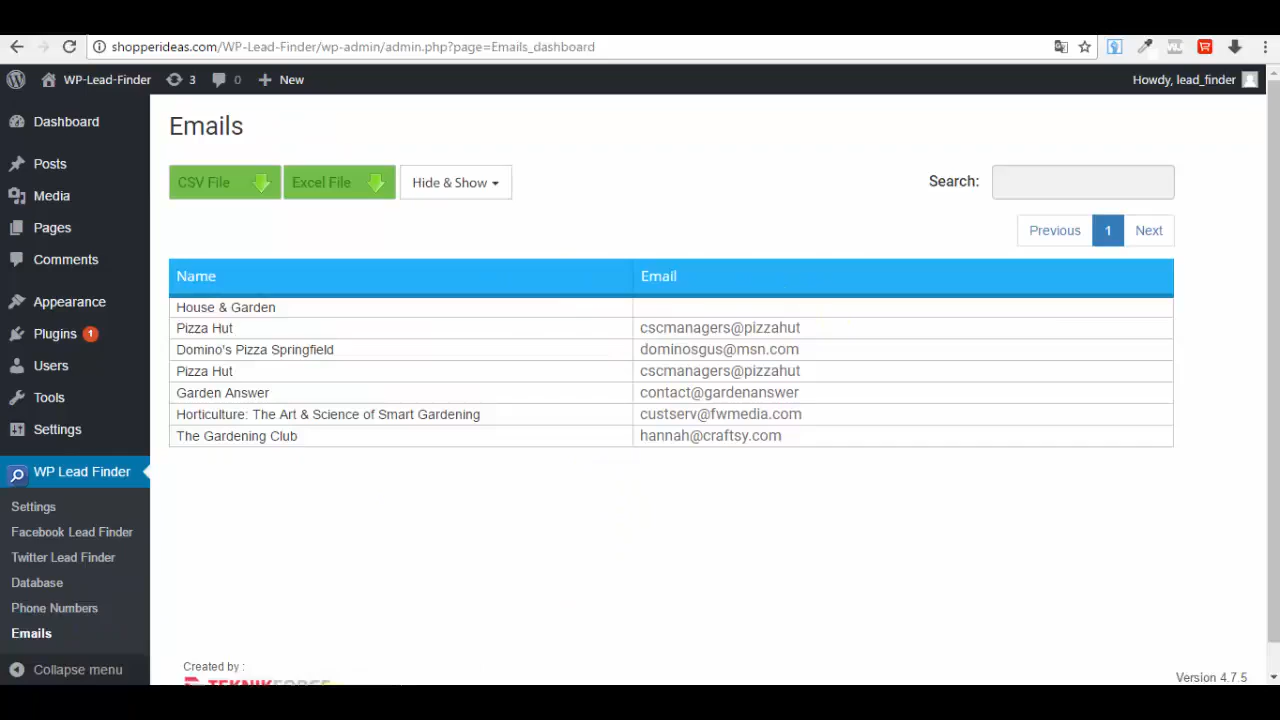 shopperideas.com/WP-Lead-Finder/wp-admin/admin.php?page=Emails_dashboard
WP-Lead-Finder 3 0 New Howdy, lead_finder
Dashboard
Posts
Media
Pages
Comments
Appearance
Plugins 1
Users
Tools
Settings
WP Lead Finder
Settings
Facebook Lead Finder
Twitter Lead Finder
Database
Phone Numbers
Emails
Collapse menu
Emails
CSV File Excel File Hide & Show Search:
Previous 1 Next
Name Email
House & Garden
Pizza Hut cscmanagers@pizzahut
Domino's Pizza Springfield dominosgus@msn.com
Pizza Hut cscmanagers@pizzahut
Garden Answer contact@gardenanswer
Horticulture: The Art & Science of Smart Gardening custserv@fwmedia.com
The Gardening Club hannah@craftsy.com
Created by :
TEKNIKFORCE
Version 4.7.5